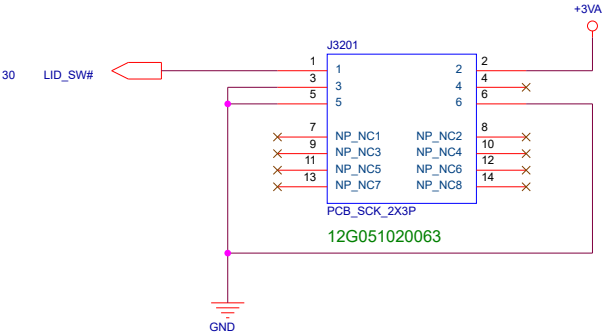 +3VA
J3201
30 LID_SW#
1 1 2 2
3 3 4 4
5 5 6 6
7 NP_NC1 NP_NC2 8
9 NP_NC3 NP_NC4 10
11 NP_NC5 NP_NC6 12
13 NP_NC7 NP_NC8 14
PCB_SCK_2X3P
12G051020063
GND